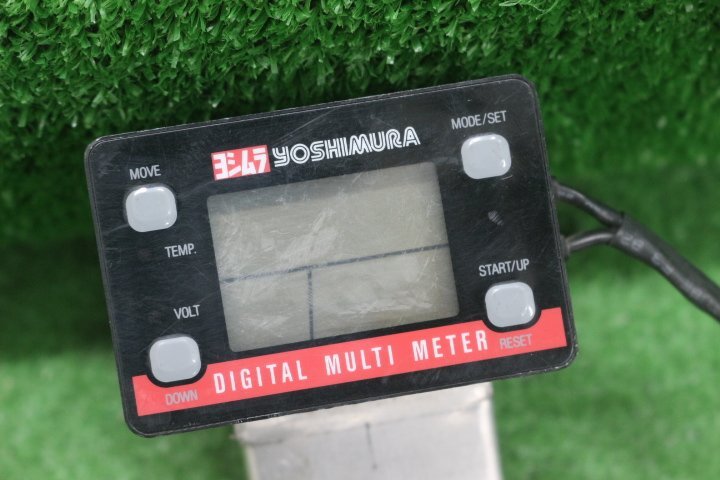 ヨシムラ YOSHIMURA
MODE/SET
MOVE
TEMP.
START/UP
VOLT
DIGITAL MULTI METER
RESET
DOWN